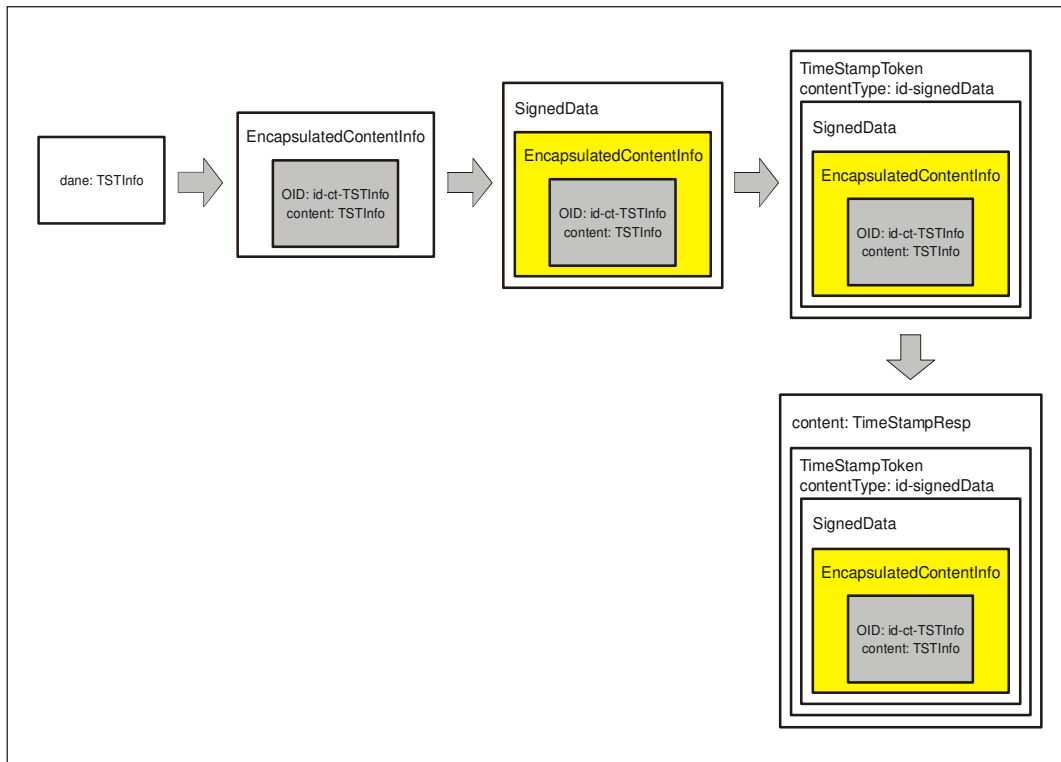 dane: TSTInfo
EncapsulatedContentInfo
OID: id-ct-TSTInfo
content: TSTInfo
SignedData
EncapsulatedContentInfo
OID: id-ct-TSTInfo
content: TSTInfo
TimeStampToken
contentType: id-signedData
SignedData
EncapsulatedContentInfo
OID: id-ct-TSTInfo
content: TSTInfo
content: TimeStampResp
TimeStampToken
contentType: id-signedData
SignedData
EncapsulatedContentInfo
OID: id-ct-TSTInfo
content: TSTInfo